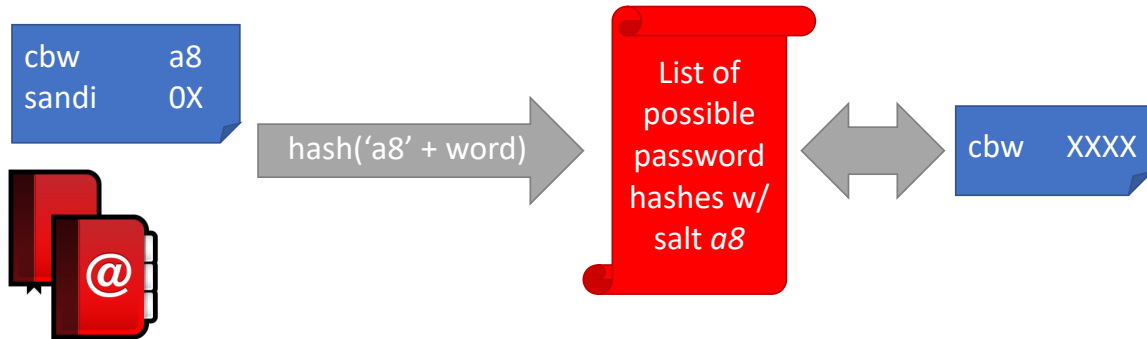 cbw a8
sandi 0X
hash(‘a8’ + word)
List of
possible
password
hashes w/
salt a8
cbw XXXX
@